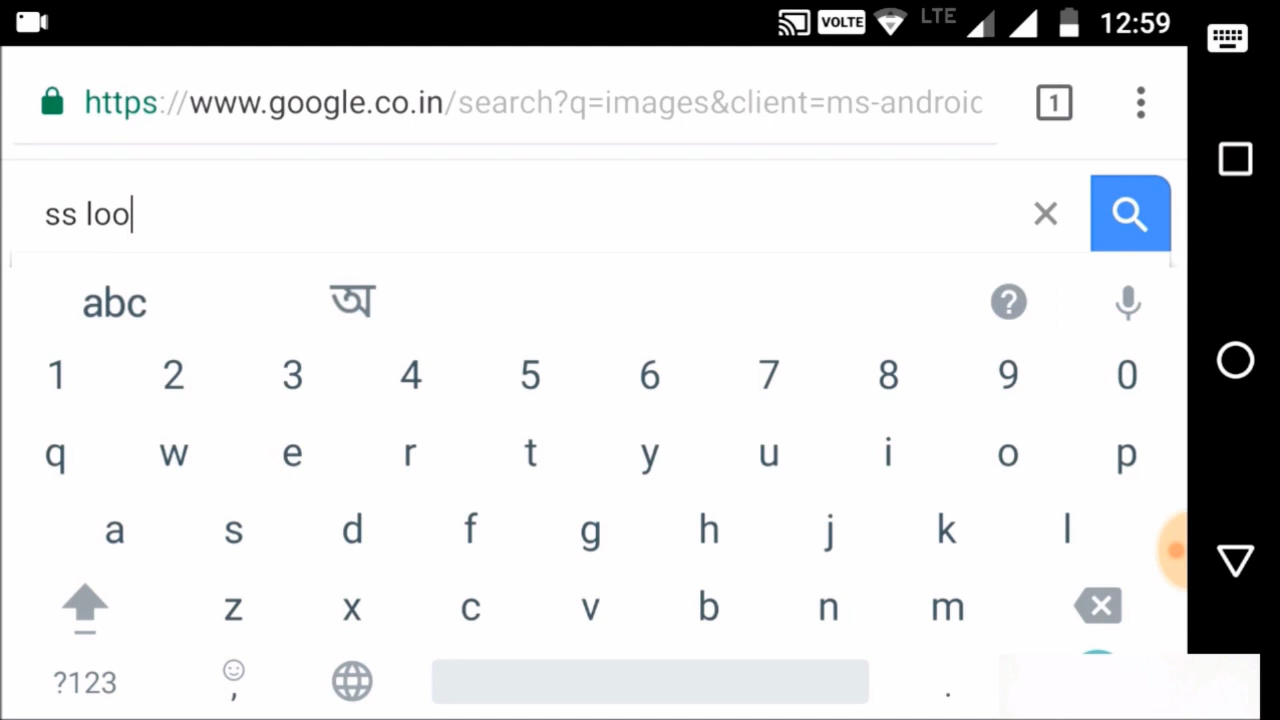 VOLTE LTE 12:59
https://www.google.co.in/search?q=images&client=ms-androic
1
ss loo
abc অ ?
1 2 3 4 5 6 7 8 9 0
q w e r t y u i o p
a s d f g h j k l
z x c v b n m
?123 , .